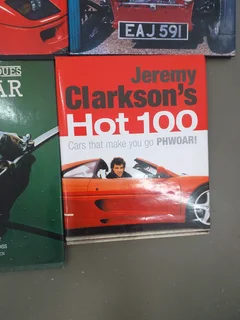 EAJ 591
QUES
AR
Jeremy
Clarkson's
Hot 100
Cars that make you go PHWOAR!